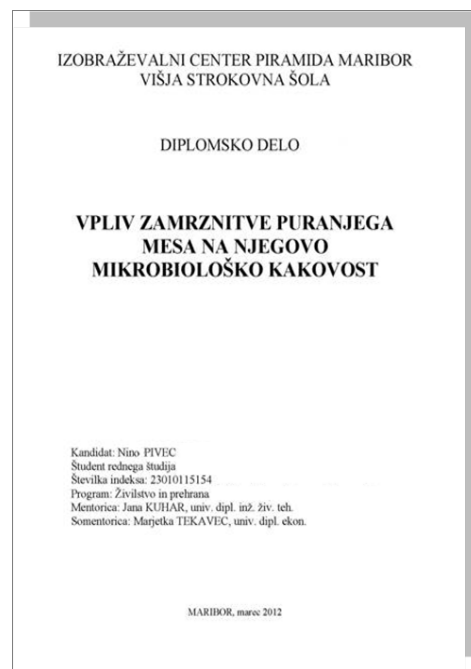 IZOBRAŽEVALNI CENTER PIRAMIDA MARIBOR
VIŠJA STROKOVNA ŠOLA
DIPLOMSKO DELO
VPLIV ZAMRZNITVE PURANJEGA
MESA NA NJEGOVO
MIKROBIOLOŠKO KAKOVOST
Kandidat: Nino PIVEC
Študent rednega študija
Številka indeksa: 23010115154
Program: Živilstvo in prehrana
Mentorica: Jana KUHAR, univ. dipl. inž. živ. teh.
Somentorica: Marjetka TEKAVEC, univ. dipl. ekon.
MARIBOR, marec 2012